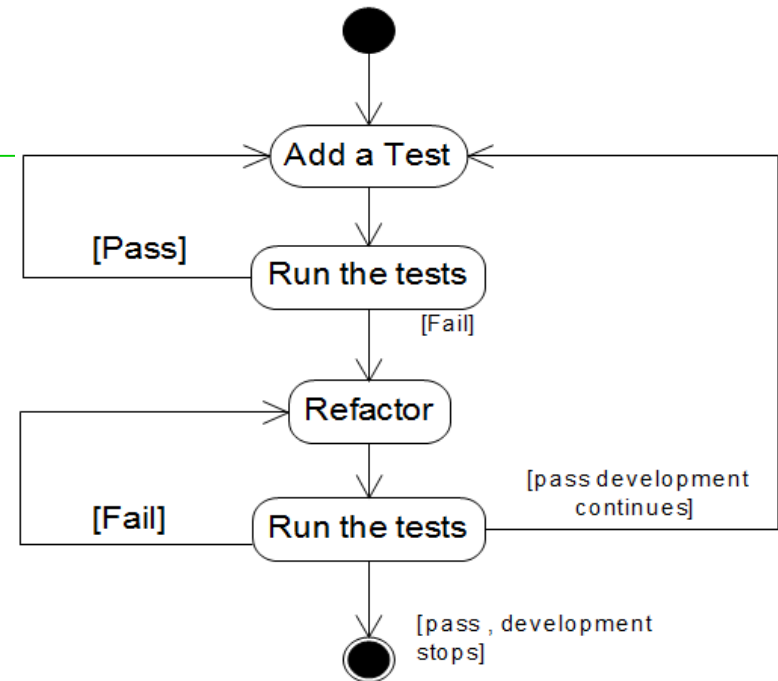 Add a Test
[Pass]
Run the tests
[Fail]
Refactor
[pass development
continues]
[Fail]
Run the tests
[pass , development
stops]